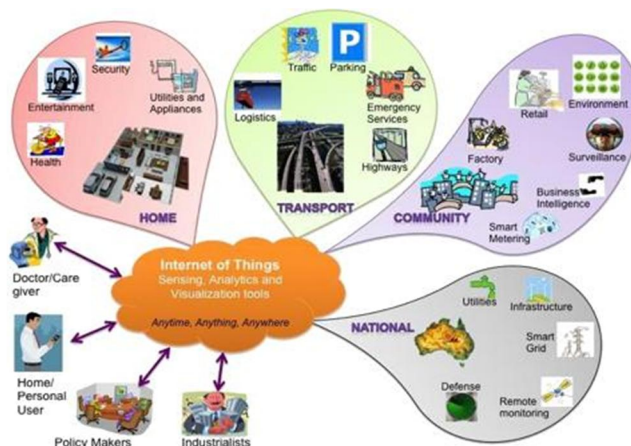 Security
Entertainment
Utilities and
Appliances
Health
HOME
Traffic
P
Parking
Logistics
Emergency
Services
Highways
TRANSPORT
Retail
Environment
Factory
Surveillance
Business
Intelligence
COMMUNITY
Smart
Metering
Internet of Things
Sensing, Analytics and
Visualization tools
Anytime, Anything, Anywhere
Doctor/Care
giver
Home/
Personal
User
Policy Makers
Industrialists
NATIONAL
Utilities
Infrastructure
Smart
Grid
Defense
Remote
monitoring